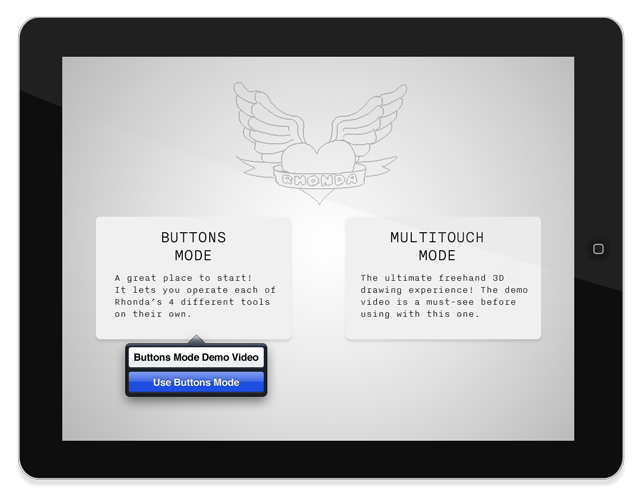 RHONDA
BUTTONS
MODE
A great place to start!
It lets you operate each of
Rhonda's 4 different tools
on their own.
MULTITOUCH
MODE
The ultimate freehand 3D
drawing experience! The demo
video is a must-see before
using with this one.
Buttons Mode Demo Video
Use Buttons Mode